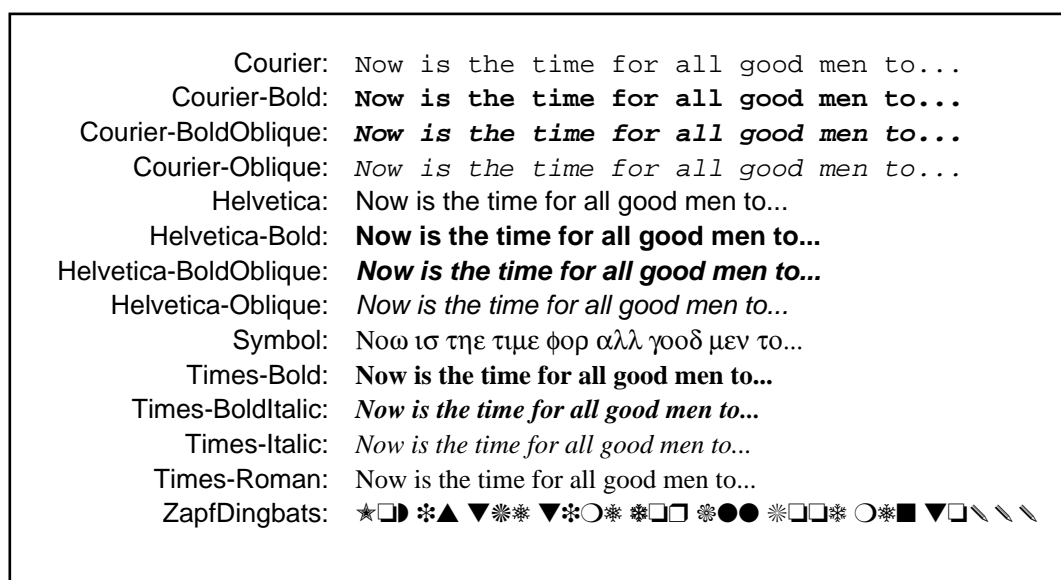 Courier: Now is the time for all good men to...
Courier-Bold: Now is the time for all good men to...
Courier-BoldOblique: Now is the time for all good men to...
Courier-Oblique: Now is the time for all good men to...
Helvetica: Now is the time for all good men to...
Helvetica-Bold: Now is the time for all good men to...
Helvetica-BoldOblique: Now is the time for all good men to...
Helvetica-Oblique: Now is the time for all good men to...
Symbol: Νοω ισ τηε τιμε φορ αλλ γοοδ μεν το...
Times-Bold: Now is the time for all good men to...
Times-BoldItalic: Now is the time for all good men to...
Times-Italic: Now is the time for all good men to...
Times-Roman: Now is the time for all good men to...
ZapfDingbats: ✮❏◗ ❉▲ ▼❈❅ ▼❉❍❅ ❆❏❒ ❁●● ❇❏❏❄ ❍❅■ ▼❏✎✎✎